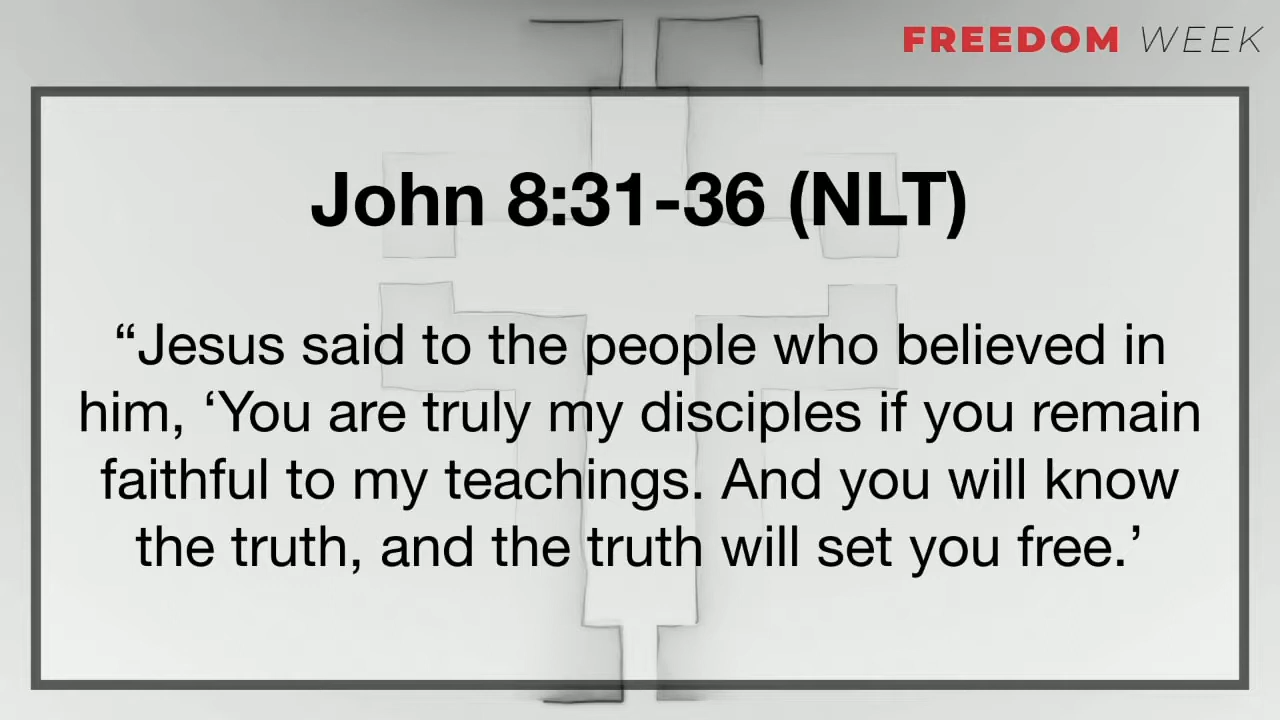 FREEDOM WEEK
John 8:31-36 (NLT)
“Jesus said to the people who believed in
him, ‘You are truly my disciples if you remain
faithful to my teachings. And you will know
the truth, and the truth will set you free.’